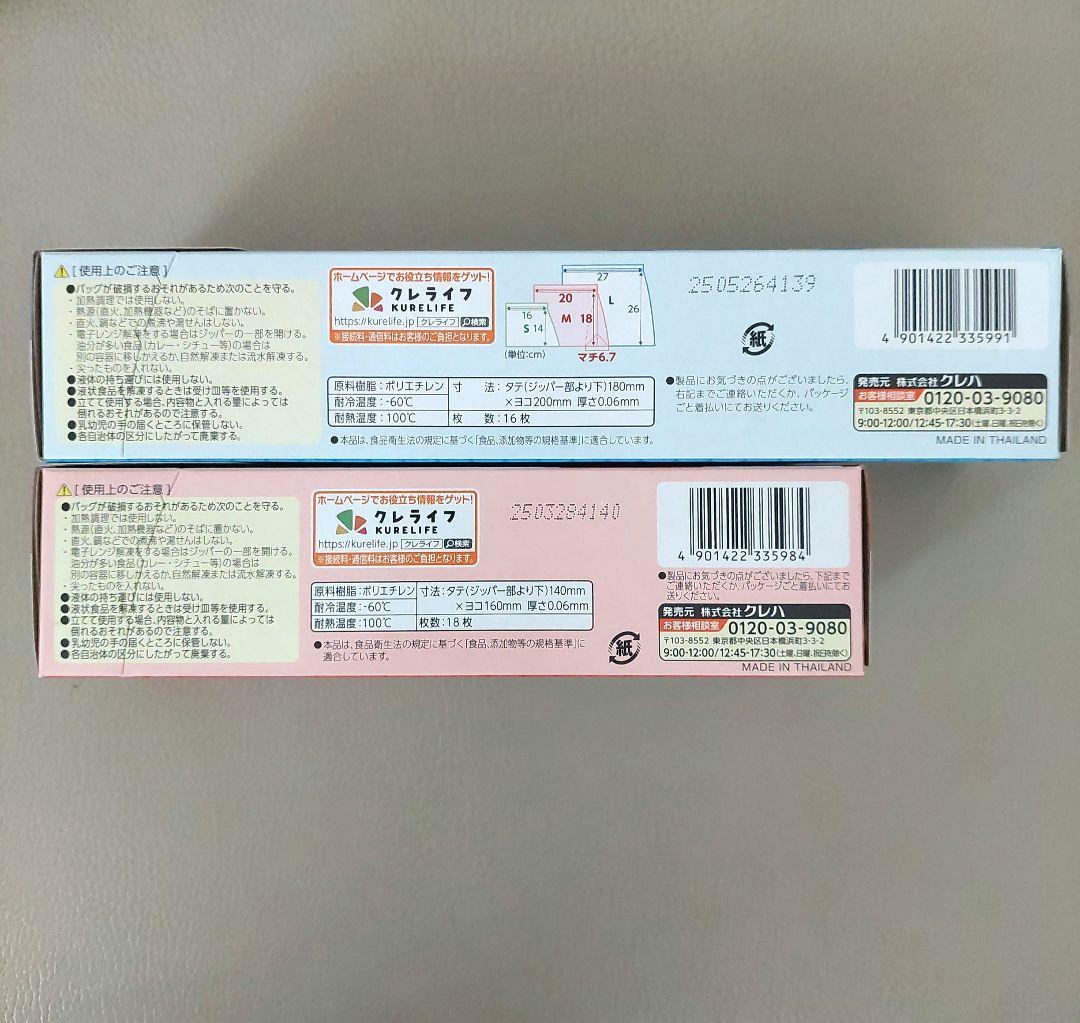 [使用上のご注意]
●バッグが破損するおそれがあるため次のことを守る。
・加熱調理では使用しない。
・熱源(直火、加熱機器など)のそばに置かない。
・直火、鍋などでの煮沸や湯せんはしない。
・電子レンジ解凍する場合はジッパーの一部を開ける。
油分が多い食品(カレー・シチュー等)の場合は
別の容器に移しかえるか、自然解凍または流水解凍する。
・尖ったものを入れない。
●液体の持ち運びには使用しない。
●液状食品を解凍するときは受け皿等を使用する。
●立てて使用する場合、内容物と入れる量によっては
倒れるおそれがあるので注意する。
●乳幼児の手の届くところに保管しない。
●各自治体の区分にしたがって廃棄する。
ホームページでお役立ち情報をゲット!
クレライフ
KURELIFE
https://kurelife.jp クレライフ 検索
※接続料・通信料はお客様のご負担となります。
27
20
16
L
M 18
S 14
26
(単位:cm)
マチ6.7
原料樹脂:ポリエチレン
耐冷温度:-60℃
耐熱温度:100℃
寸法:タテ(ジッパー部より下)180mm
×ヨコ200mm 厚さ0.06mm
枚数:16枚
●本品は、食品衛生法の規定に基づく「食品、添加物等の規格基準」に適合しています。
2505264139
紙
4 901422 335991
●製品にお気づきの点がございましたら、
右記までご連絡いただくか、パッケージ
ごと着払いにてお送りください。
発売元 株式会社クレハ
お客様相談室 0120-03-9080
〒103-8552 東京都中央区日本橋浜町3-3-2
9:00-12:00/12:45-17:30(土曜、日曜、祝日を除く)
MADE IN THAILAND
[使用上のご注意]
●バッグが破損するおそれがあるため次のことを守る。
・加熱調理では使用しない。
・熱源(直火、加熱機器など)のそばに置かない。
・直火、鍋などでの煮沸や湯せんはしない。
・電子レンジ解凍する場合はジッパーの一部を開ける。
油分が多い食品(カレー・シチュー等)の場合は
別の容器に移しかえるか、自然解凍または流水解凍する。
・尖ったものを入れない。
●液体の持ち運びには使用しない。
●液状食品を解凍するときは受け皿等を使用する。
●立てて使用する場合、内容物と入れる量によっては
倒れるおそれがあるので注意する。
●乳幼児の手の届くところに保管しない。
●各自治体の区分にしたがって廃棄する。
ホームページでお役立ち情報をゲット!
クレライフ
KURELIFE
https://kurelife.jp クレライフ 検索
※接続料・通信料はお客様のご負担となります。
原料樹脂:ポリエチレン
耐冷温度:-60℃
耐熱温度:100℃
寸法:タテ(ジッパー部より下)140mm
×ヨコ160mm 厚さ0.06mm
枚数:18枚
●本品は、食品衛生法の規定に基づく「食品、添加物等の規格基準」に
適合しています。
2503284140
紙
4 901422 335984
●製品にお気づきの点がございましたら、下記まで
ご連絡いただくか、パッケージごと着払いにてお
送りください。
発売元 株式会社クレハ
お客様相談室 0120-03-9080
〒103-8552 東京都中央区日本橋浜町3-3-2
9:00-12:00/12:45-17:30(土曜、日曜、祝日を除く)
MADE IN THAILAND